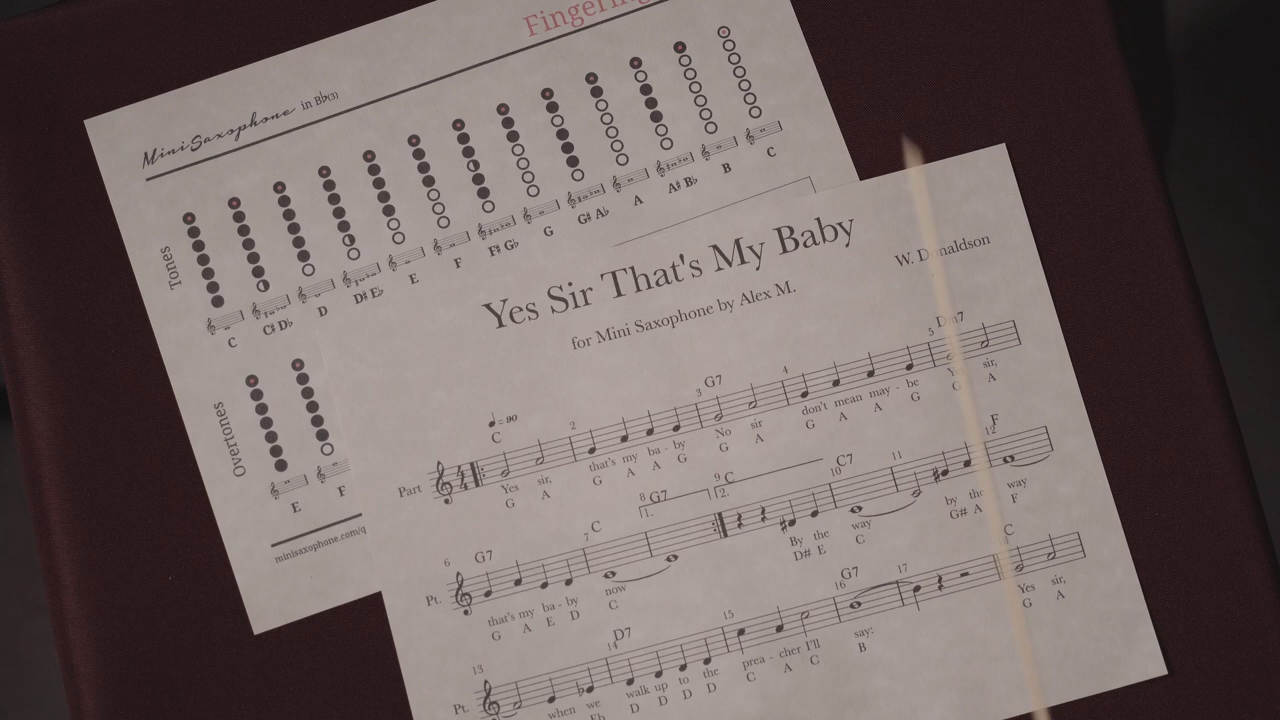 Fingering
Mini Saxophone in B♭(3)
Tones
C C♯ D♭ D D♯ E♭ E F F♯ G♭ G G♯ A♭ A A♯ B♭ B C
Overtones
E F
minisaxophone.com/q
Yes Sir That's My Baby
W. Donaldson
for Mini Saxophone by Alex M.
♩ = 90
C 2 3 G7 4 5 Dm7
Part
Yes sir, that's my ba - by No sir don't mean may - be Yes sir,
G A G A A G G A G A A G G A
6 G7 7 C 8 G7 9 C 10 C7 11 12 F
1. 2.
Pt.
that's my ba - by now By the way by the way
G A E D C D# E C G# A F
13 14 D7 15 16 G7 17 C
Pt.
when we walk up to the prea - cher I'll say: Yes sir,
Eb D D D D C A C B G A